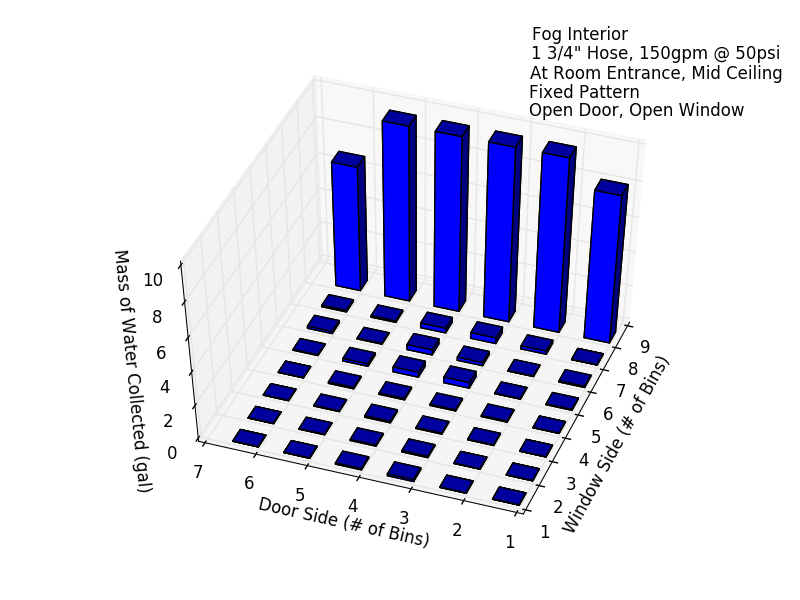 Fog Interior
1 3/4" Hose, 150gpm @ 50psi
At Room Entrance, Mid Ceiling
Fixed Pattern
Open Door, Open Window
Mass of Water Collected (gal)
10
8
6
4
2
0
7
6
5
4
3
2
1
Door Side (# of Bins)
9
8
7
6
5
4
3
2
1
Window Side (# of Bins)